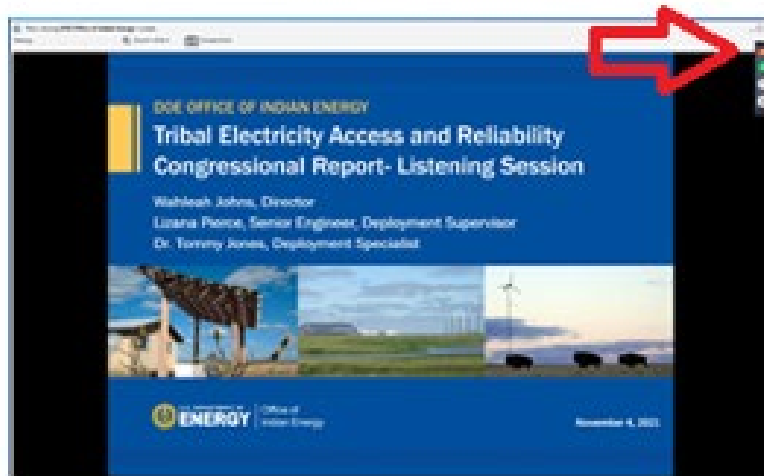 DOE OFFICE OF INDIAN ENERGY
Tribal Electricity Access and Reliability
Congressional Report- Listening Session
Wahleah Johns, Director
Lizana Pierce, Senior Engineer, Deployment Supervisor
Dr. Tommy Jones, Deployment Specialist
ENERGY
Office of
Indian Energy
November 4, 2021